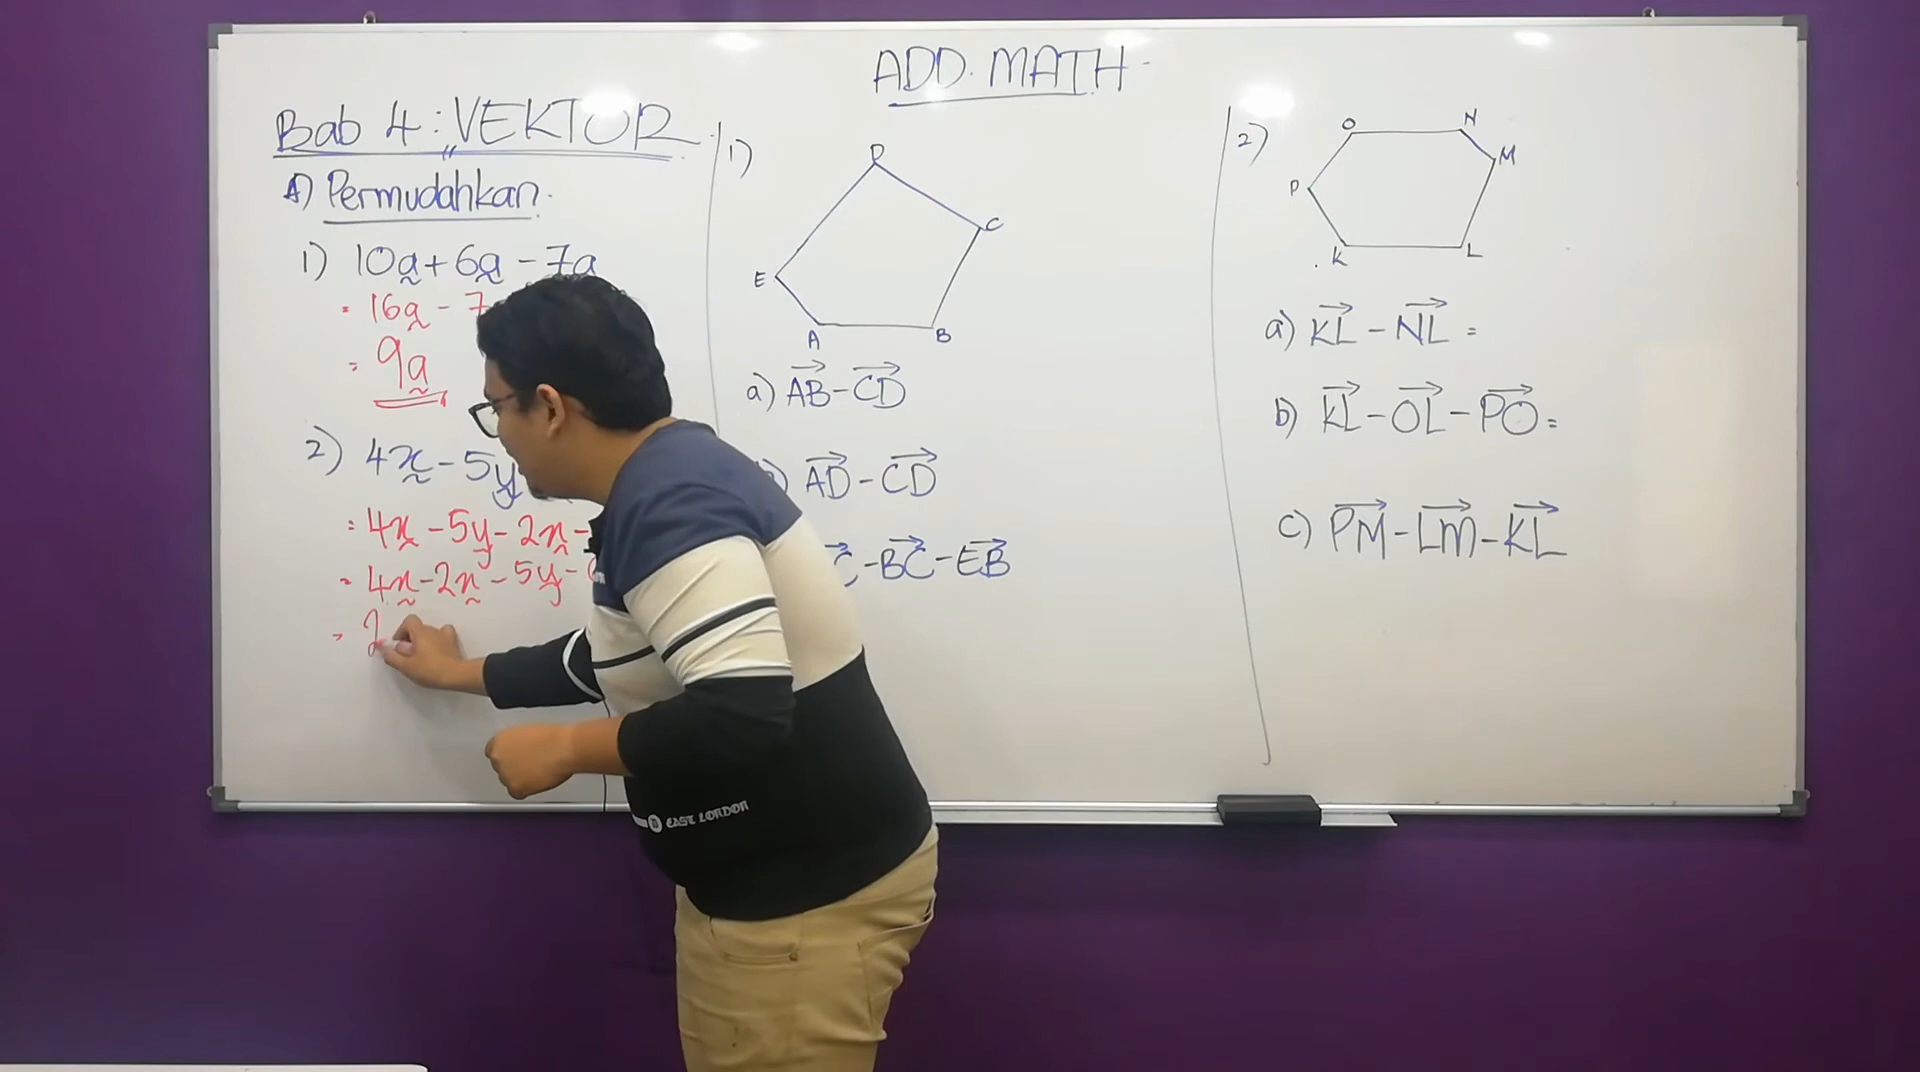 ADD. MATH
Bab 4 : VEKTOR
A) Permudahkan.
1) 10a + 6a - 7a
= 16a - 7
= 9a
2) 4x - 5y
= 4x - 5y - 2x -
= 4x - 2x - 5y -
= 2
1)
D
C
E
A
B
a) AB - CD
AD - CD
C - BC - EB
2)
O
N
M
P
K
L
a) KL - NL =
b) KL - OL - PO =
c) PM - LM - KL
EAST LONDON